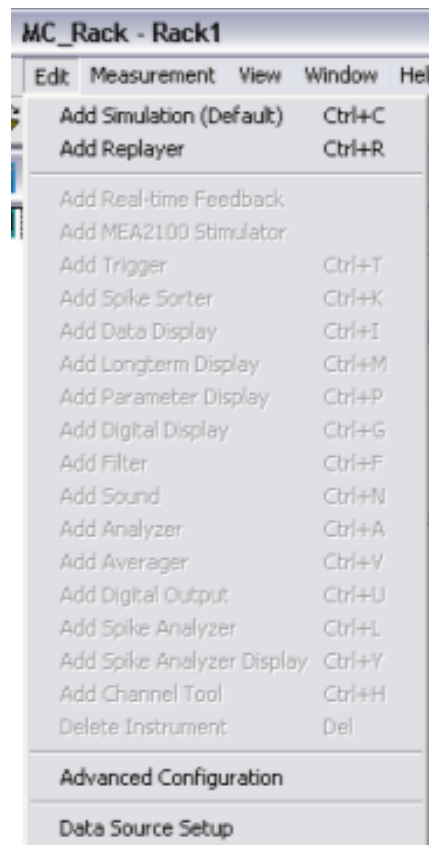 MC_Rack - Rack1
Edit Measurement View Window Hel
Add Simulation (Default) Ctrl+C
Add Replayer Ctrl+R
Add Real-time Feedback
Add MEA2100 Stimulator
Add Trigger Ctrl+T
Add Spike Sorter Ctrl+K
Add Data Display Ctrl+I
Add Longterm Display Ctrl+M
Add Parameter Display Ctrl+P
Add Digital Display Ctrl+G
Add Filter Ctrl+F
Add Sound Ctrl+N
Add Analyzer Ctrl+A
Add Averager Ctrl+V
Add Digital Output Ctrl+U
Add Spike Analyzer Ctrl+L
Add Spike Analyzer Display Ctrl+Y
Add Channel Tool Ctrl+H
Delete Instrument Del
Advanced Configuration
Data Source Setup